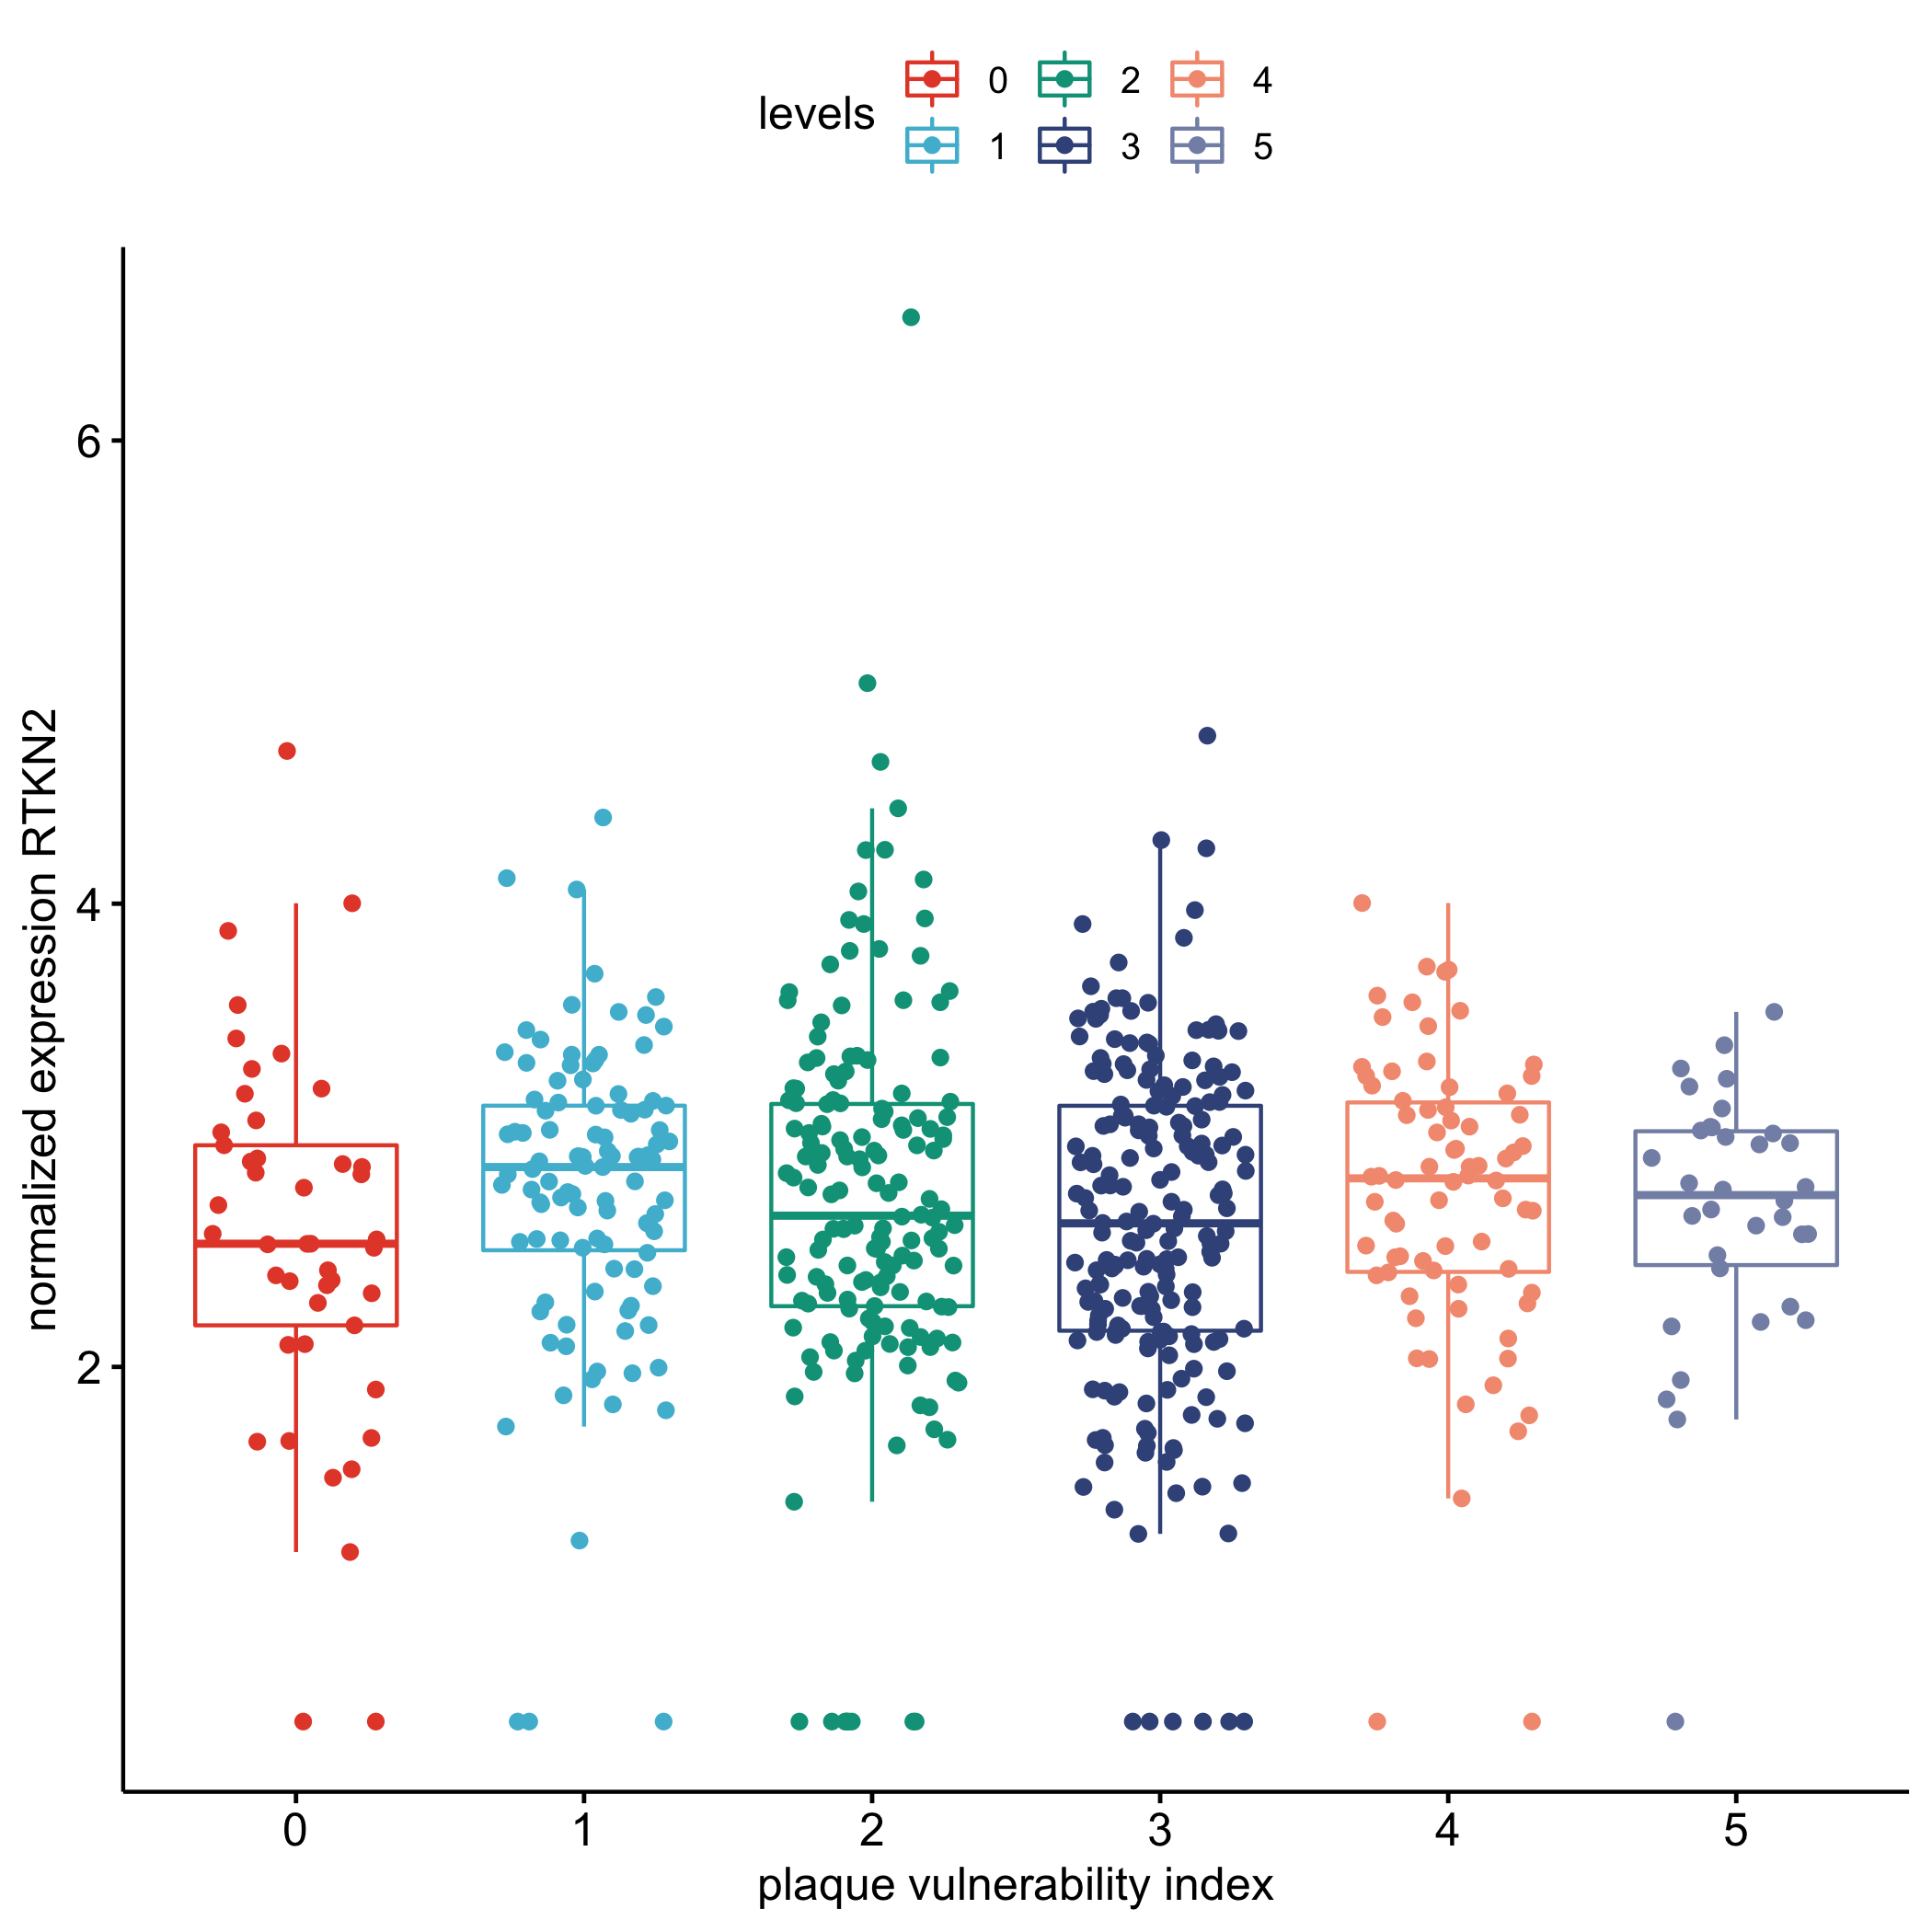 levels
0 2 4
1 3 5
normalized expression RTKN2
6
4
2
0 1 2 3 4 5
plaque vulnerability index